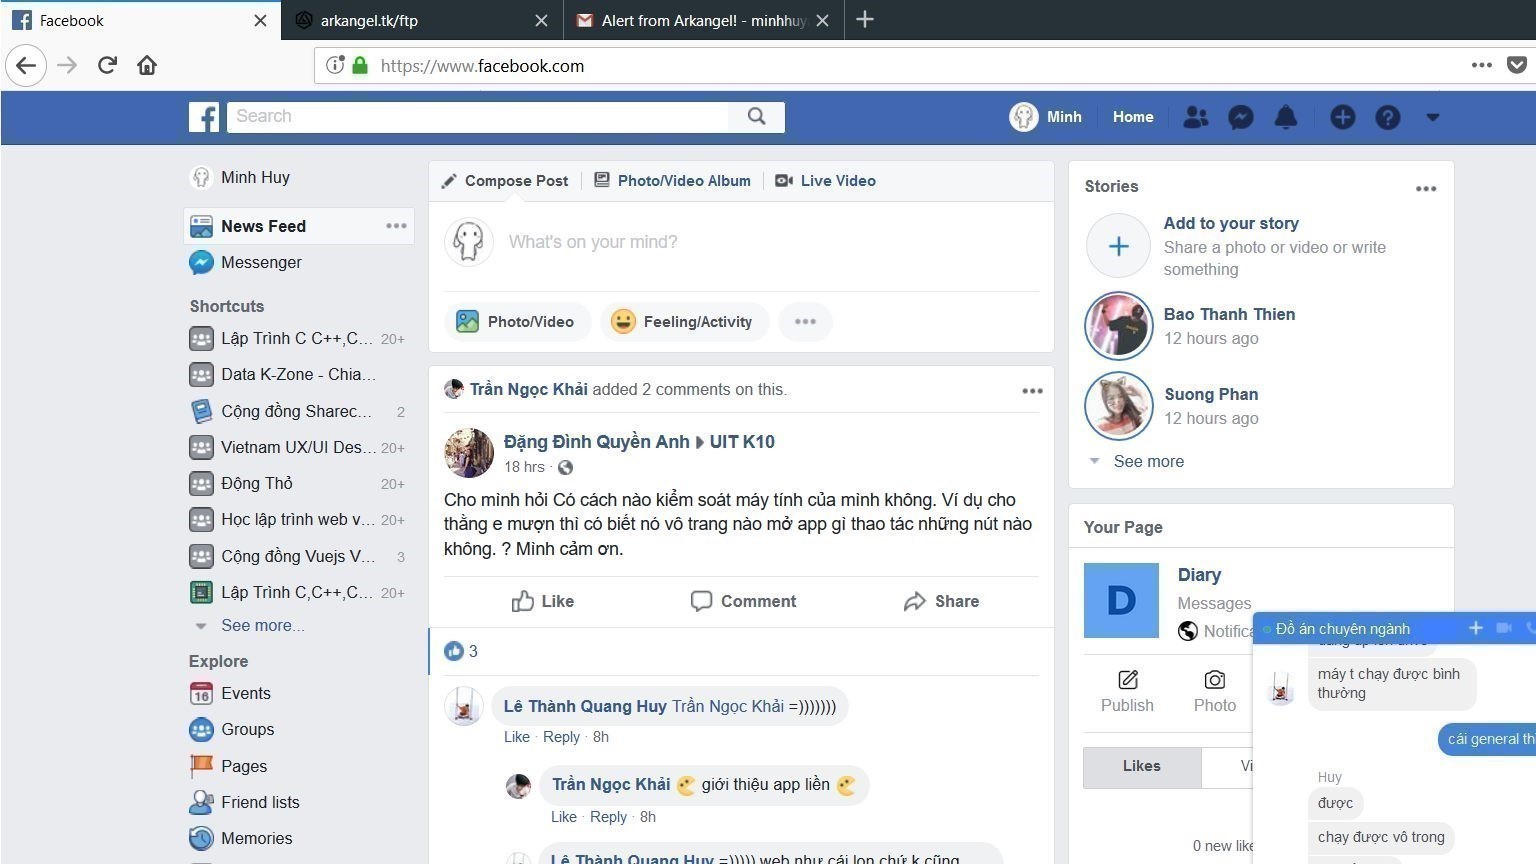 Facebook
arkangel.tk/ftp
Alert from Arkangel! - minhhuy
https://www.facebook.com
Search
Minh
Home
Minh Huy
News Feed
Messenger
Shortcuts
Lập Trình C C++,C... 20+
Data K-Zone - Chia...
Cộng đồng Sharec... 2
Vietnam UX/UI Des... 20+
Động Thỏ 20+
Học lập trình web v... 20+
Cộng đồng Vuejs V... 3
Lập Trình C,C++,C... 20+
See more...
Explore
16 Events
Groups
Pages
Friend lists
Memories
Compose Post
Photo/Video Album
Live Video
What's on your mind?
Photo/Video
Feeling/Activity
Trần Ngọc Khải added 2 comments on this.
Đặng Đình Quyền Anh UIT K10
18 hrs ·
Cho mình hỏi Có cách nào kiểm soát máy tính của mình không. Ví dụ cho
thằng e mượn thì có biết nó vô trang nào mở app gì thao tác những nút nào
không. ? Mình cảm ơn.
Like
Comment
Share
3
Lê Thành Quang Huy Trần Ngọc Khải =)))))))
Like · Reply · 8h
Trần Ngọc Khải giới thiệu app liền
Like · Reply · 8h
Lê Thành Quang Huy =))))) web như cái lon chứ k cũng
Stories
Add to your story
Share a photo or video or write
something
Bao Thanh Thien
12 hours ago
Suong Phan
12 hours ago
See more
Your Page
D
Diary
Messages
Notifica
Publish
Photo
Likes
Vi
0 new like
Đồ án chuyên ngành
máy t chạy được bình
thường
cái general th
Huy
được
chạy được vô trong